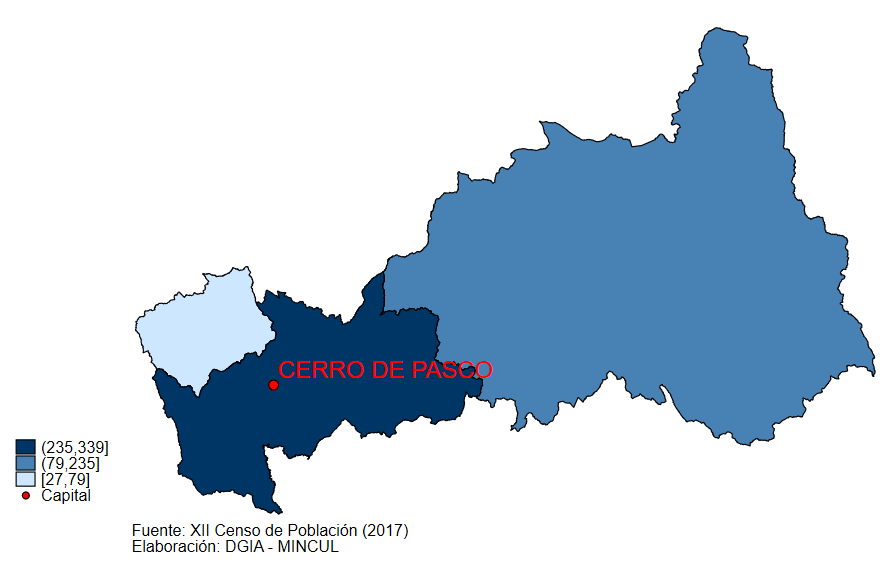 CERRO DE PASCO
(235,339]
(79,235]
[27,79]
Capital
Fuente: XII Censo de Población (2017)
Elaboración: DGIA - MINCUL